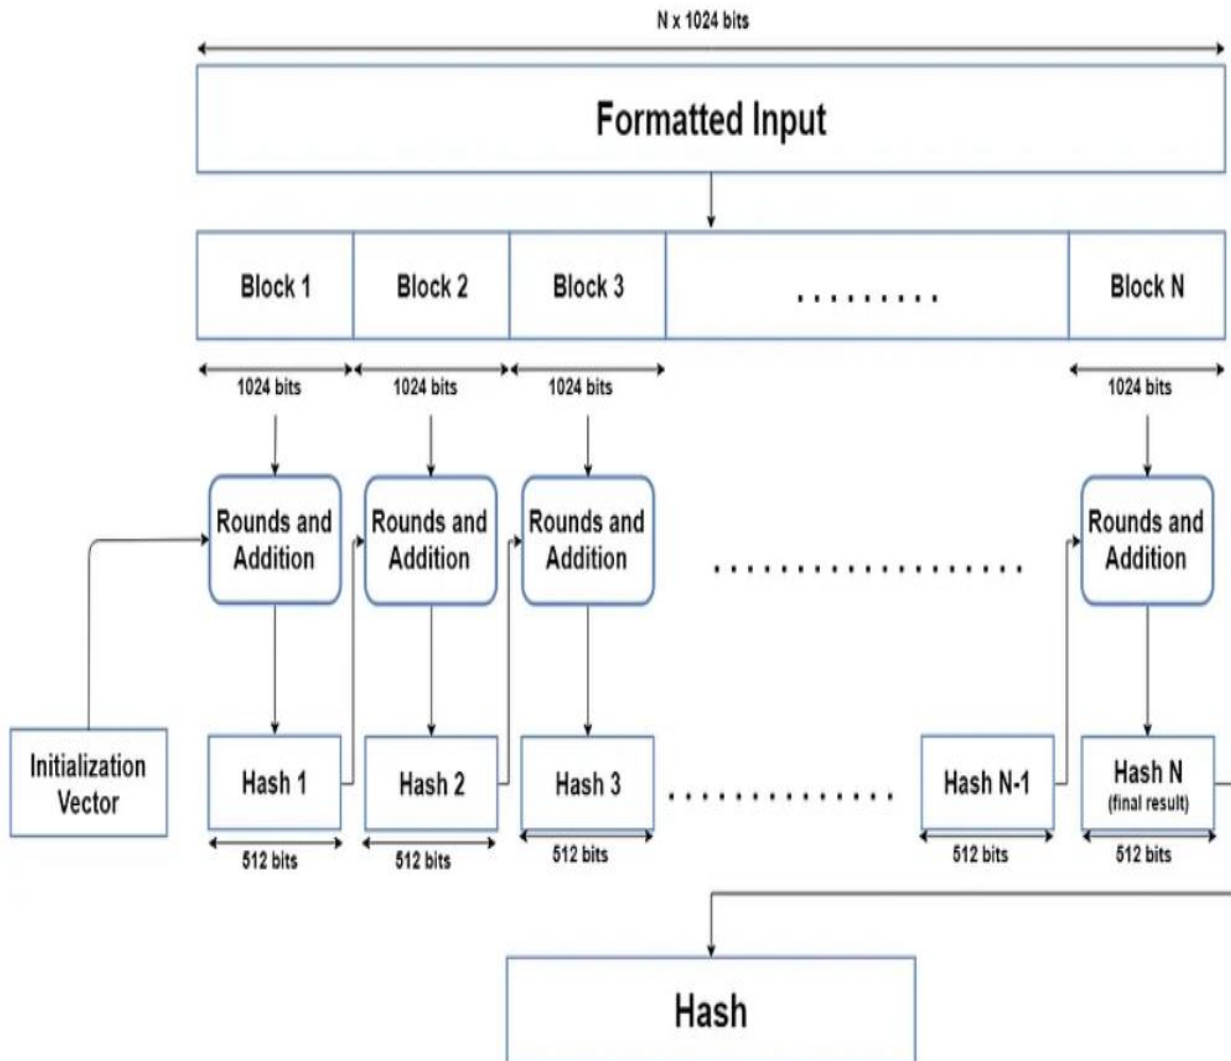 N x 1024 bits
Formatted Input
Block 1
Block 2
Block 3
.........
Block N
1024 bits
1024 bits
1024 bits
1024 bits
Rounds and
Addition
Rounds and
Addition
Rounds and
Addition
...................
Rounds and
Addition
Initialization
Vector
Hash 1
Hash 2
Hash 3
..............
Hash N-1
Hash N
(final result)
512 bits
512 bits
512 bits
512 bits
512 bits
Hash